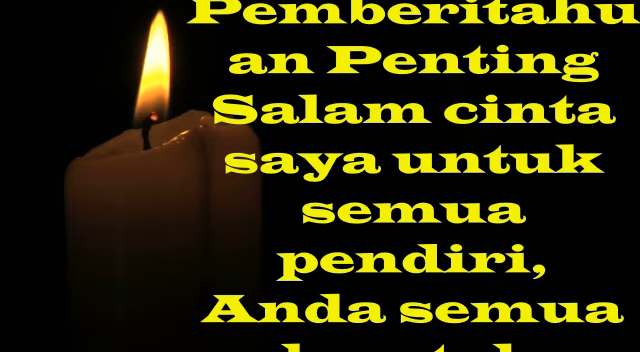 Pemberitahu
an Penting
Salam cinta
saya untuk
semua
pendiri,
Anda semua